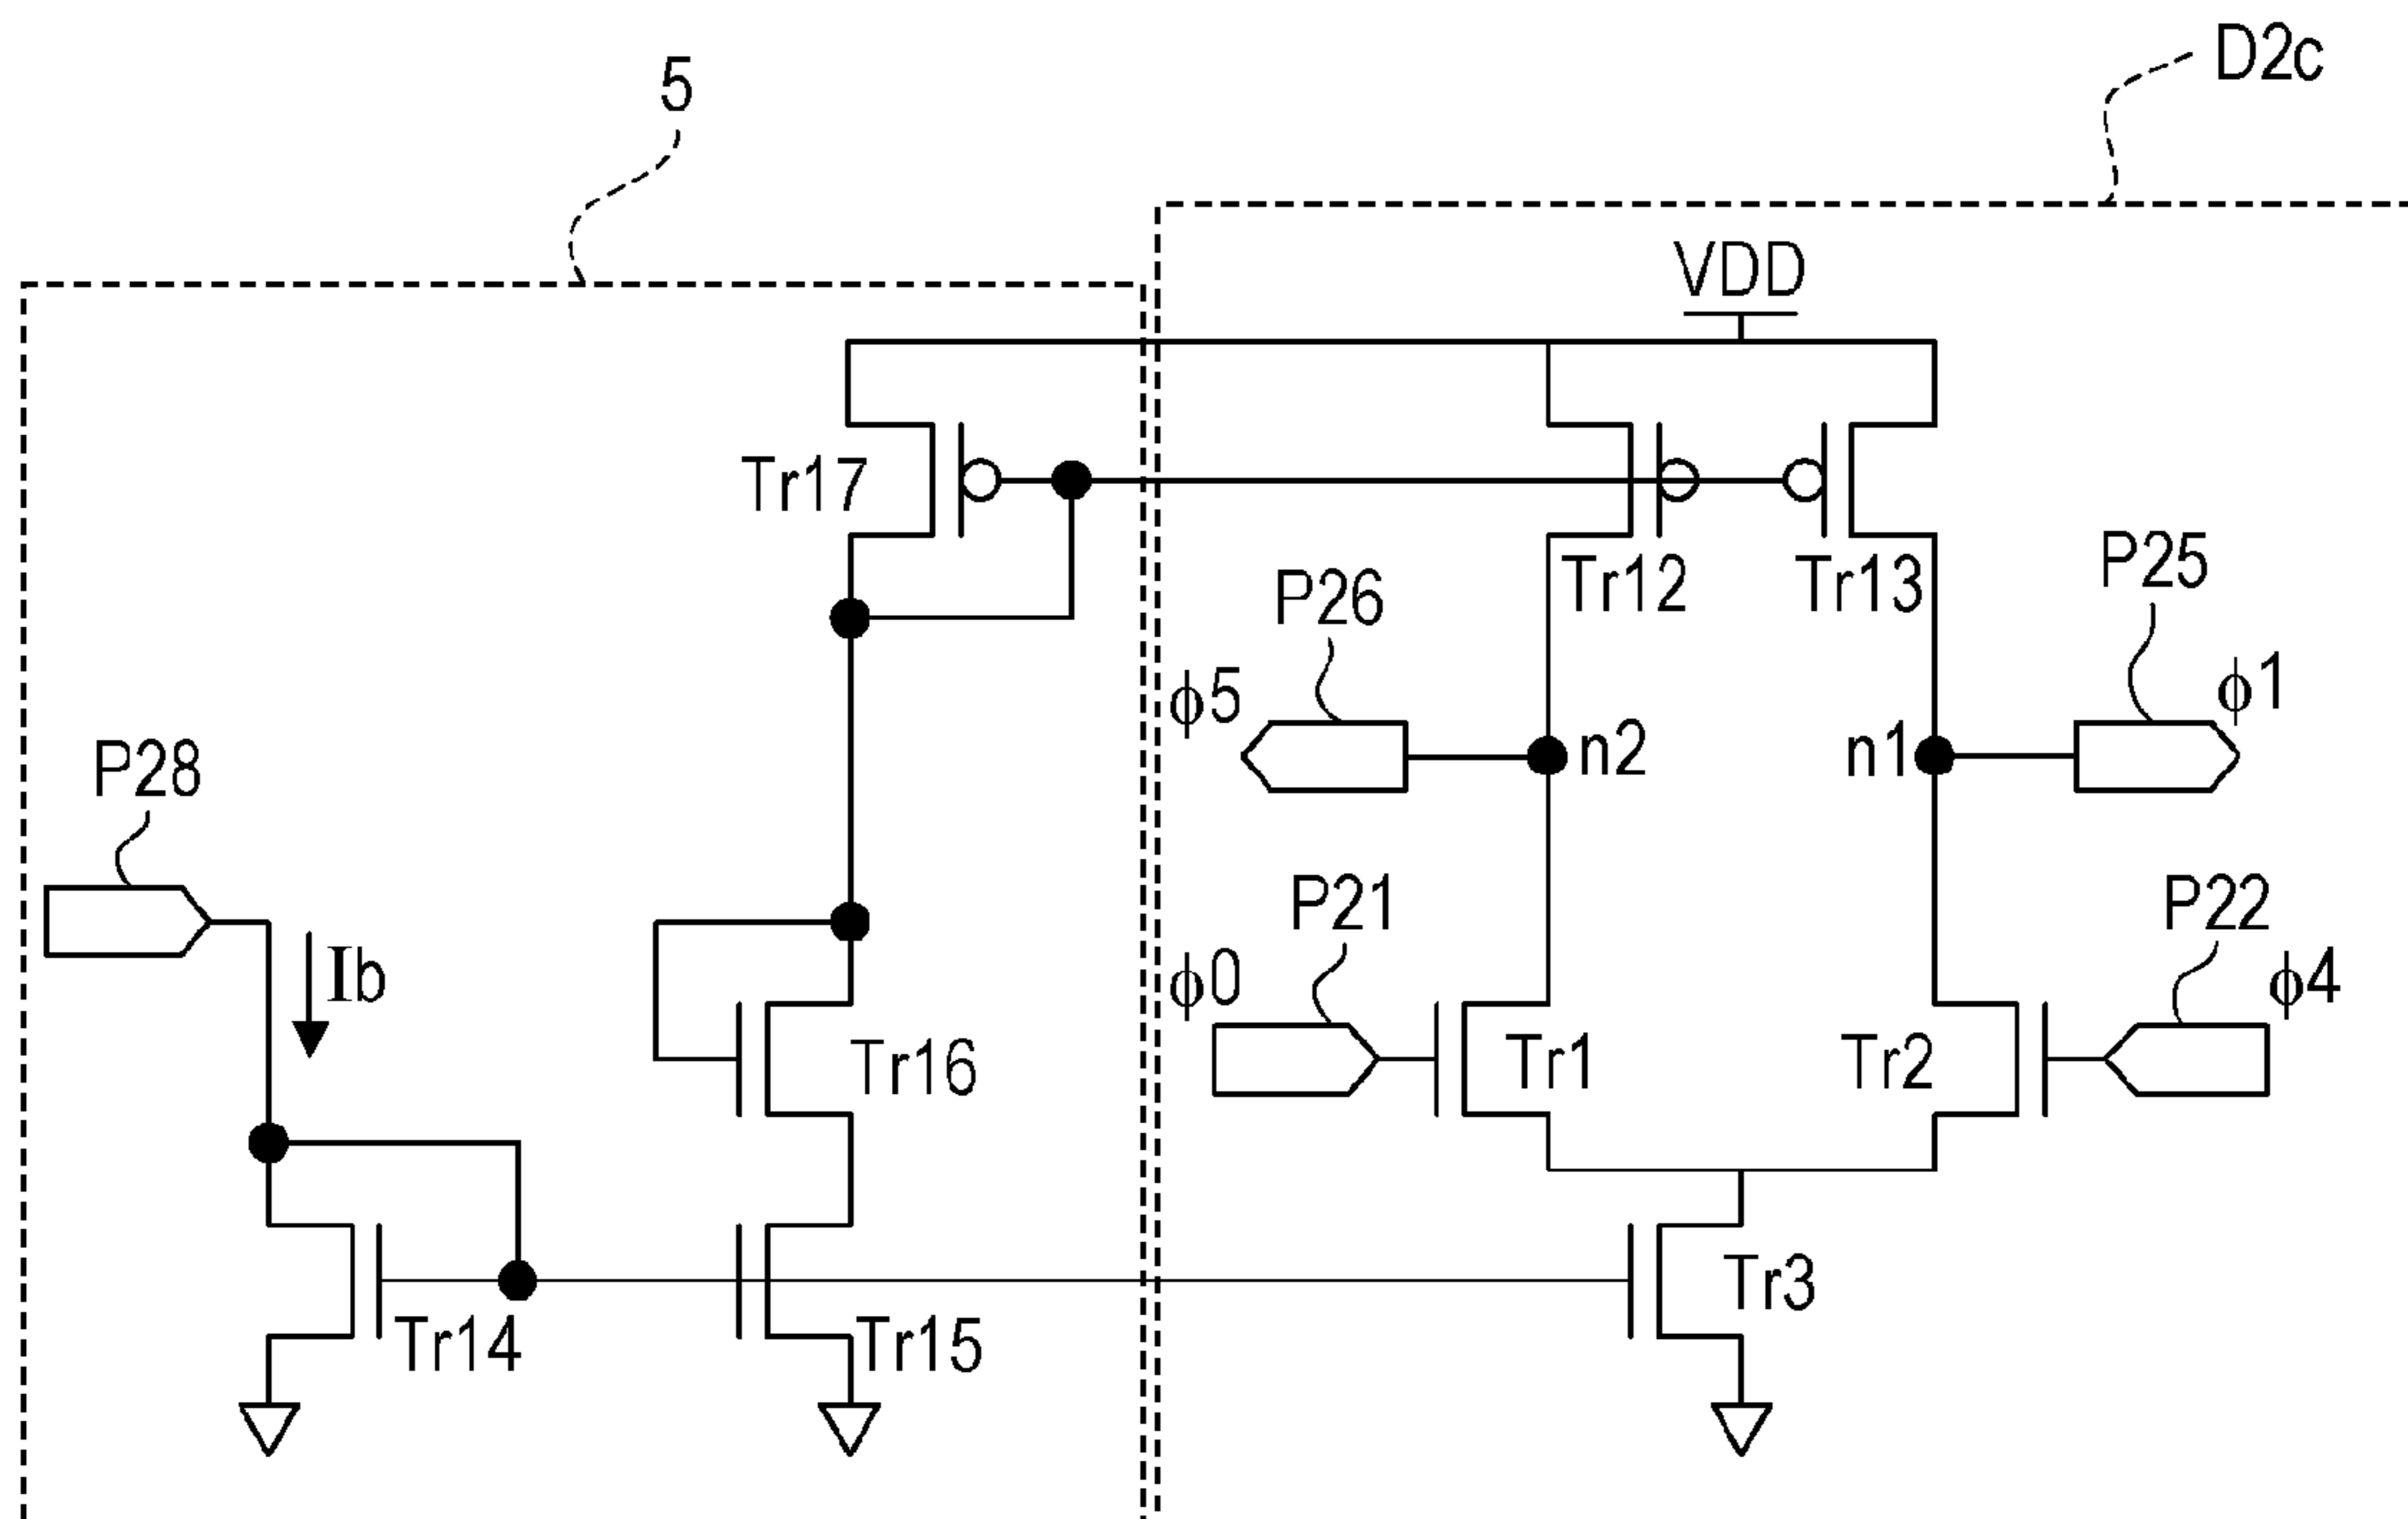 D2c
5
VDD
Tr17
Tr12
Tr13
P25
P26
ϕ5
ϕ1
n2
n1
P28
P21
P22
Ib
ϕ0
ϕ4
Tr16
Tr1
Tr2
Tr3
Tr14
Tr15